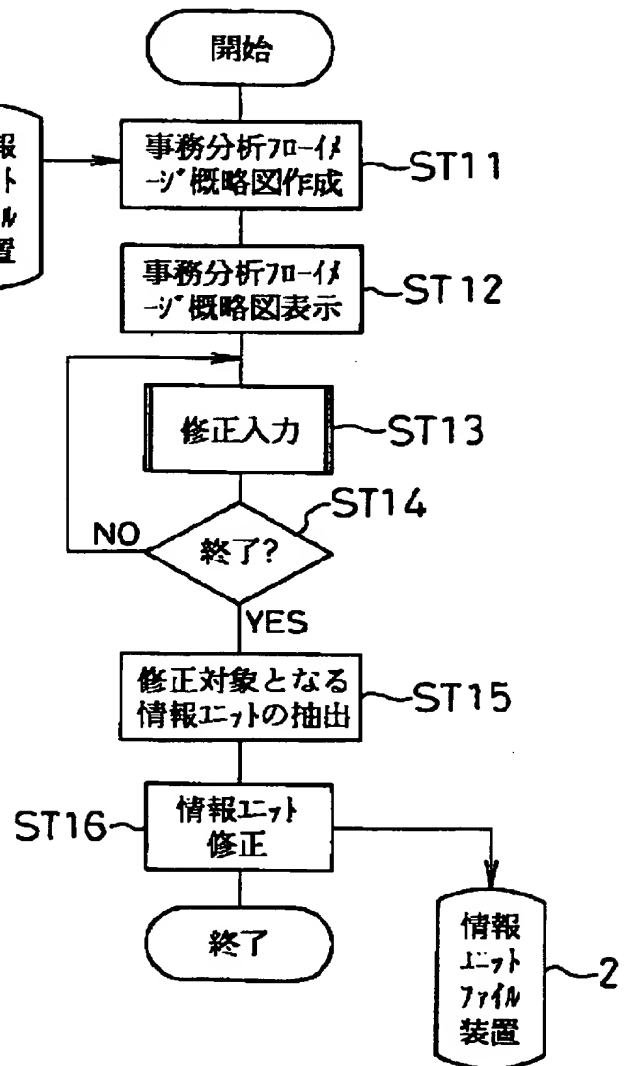 開始
報
ト
ル
置
事務分析ﾌﾛｰｲﾒ
ｰｼﾞ概略図作成
ST11
事務分析ﾌﾛｰｲﾒ
ｰｼﾞ概略図表示
ST12
修正入力
ST13
ST14
NO
終了?
YES
修正対象となる
情報ﾕﾆｯﾄの抽出
ST15
ST16
情報ﾕﾆｯﾄ
修正
終了
情報
ﾕﾆｯﾄ
ﾌｧｲﾙ
装置
2